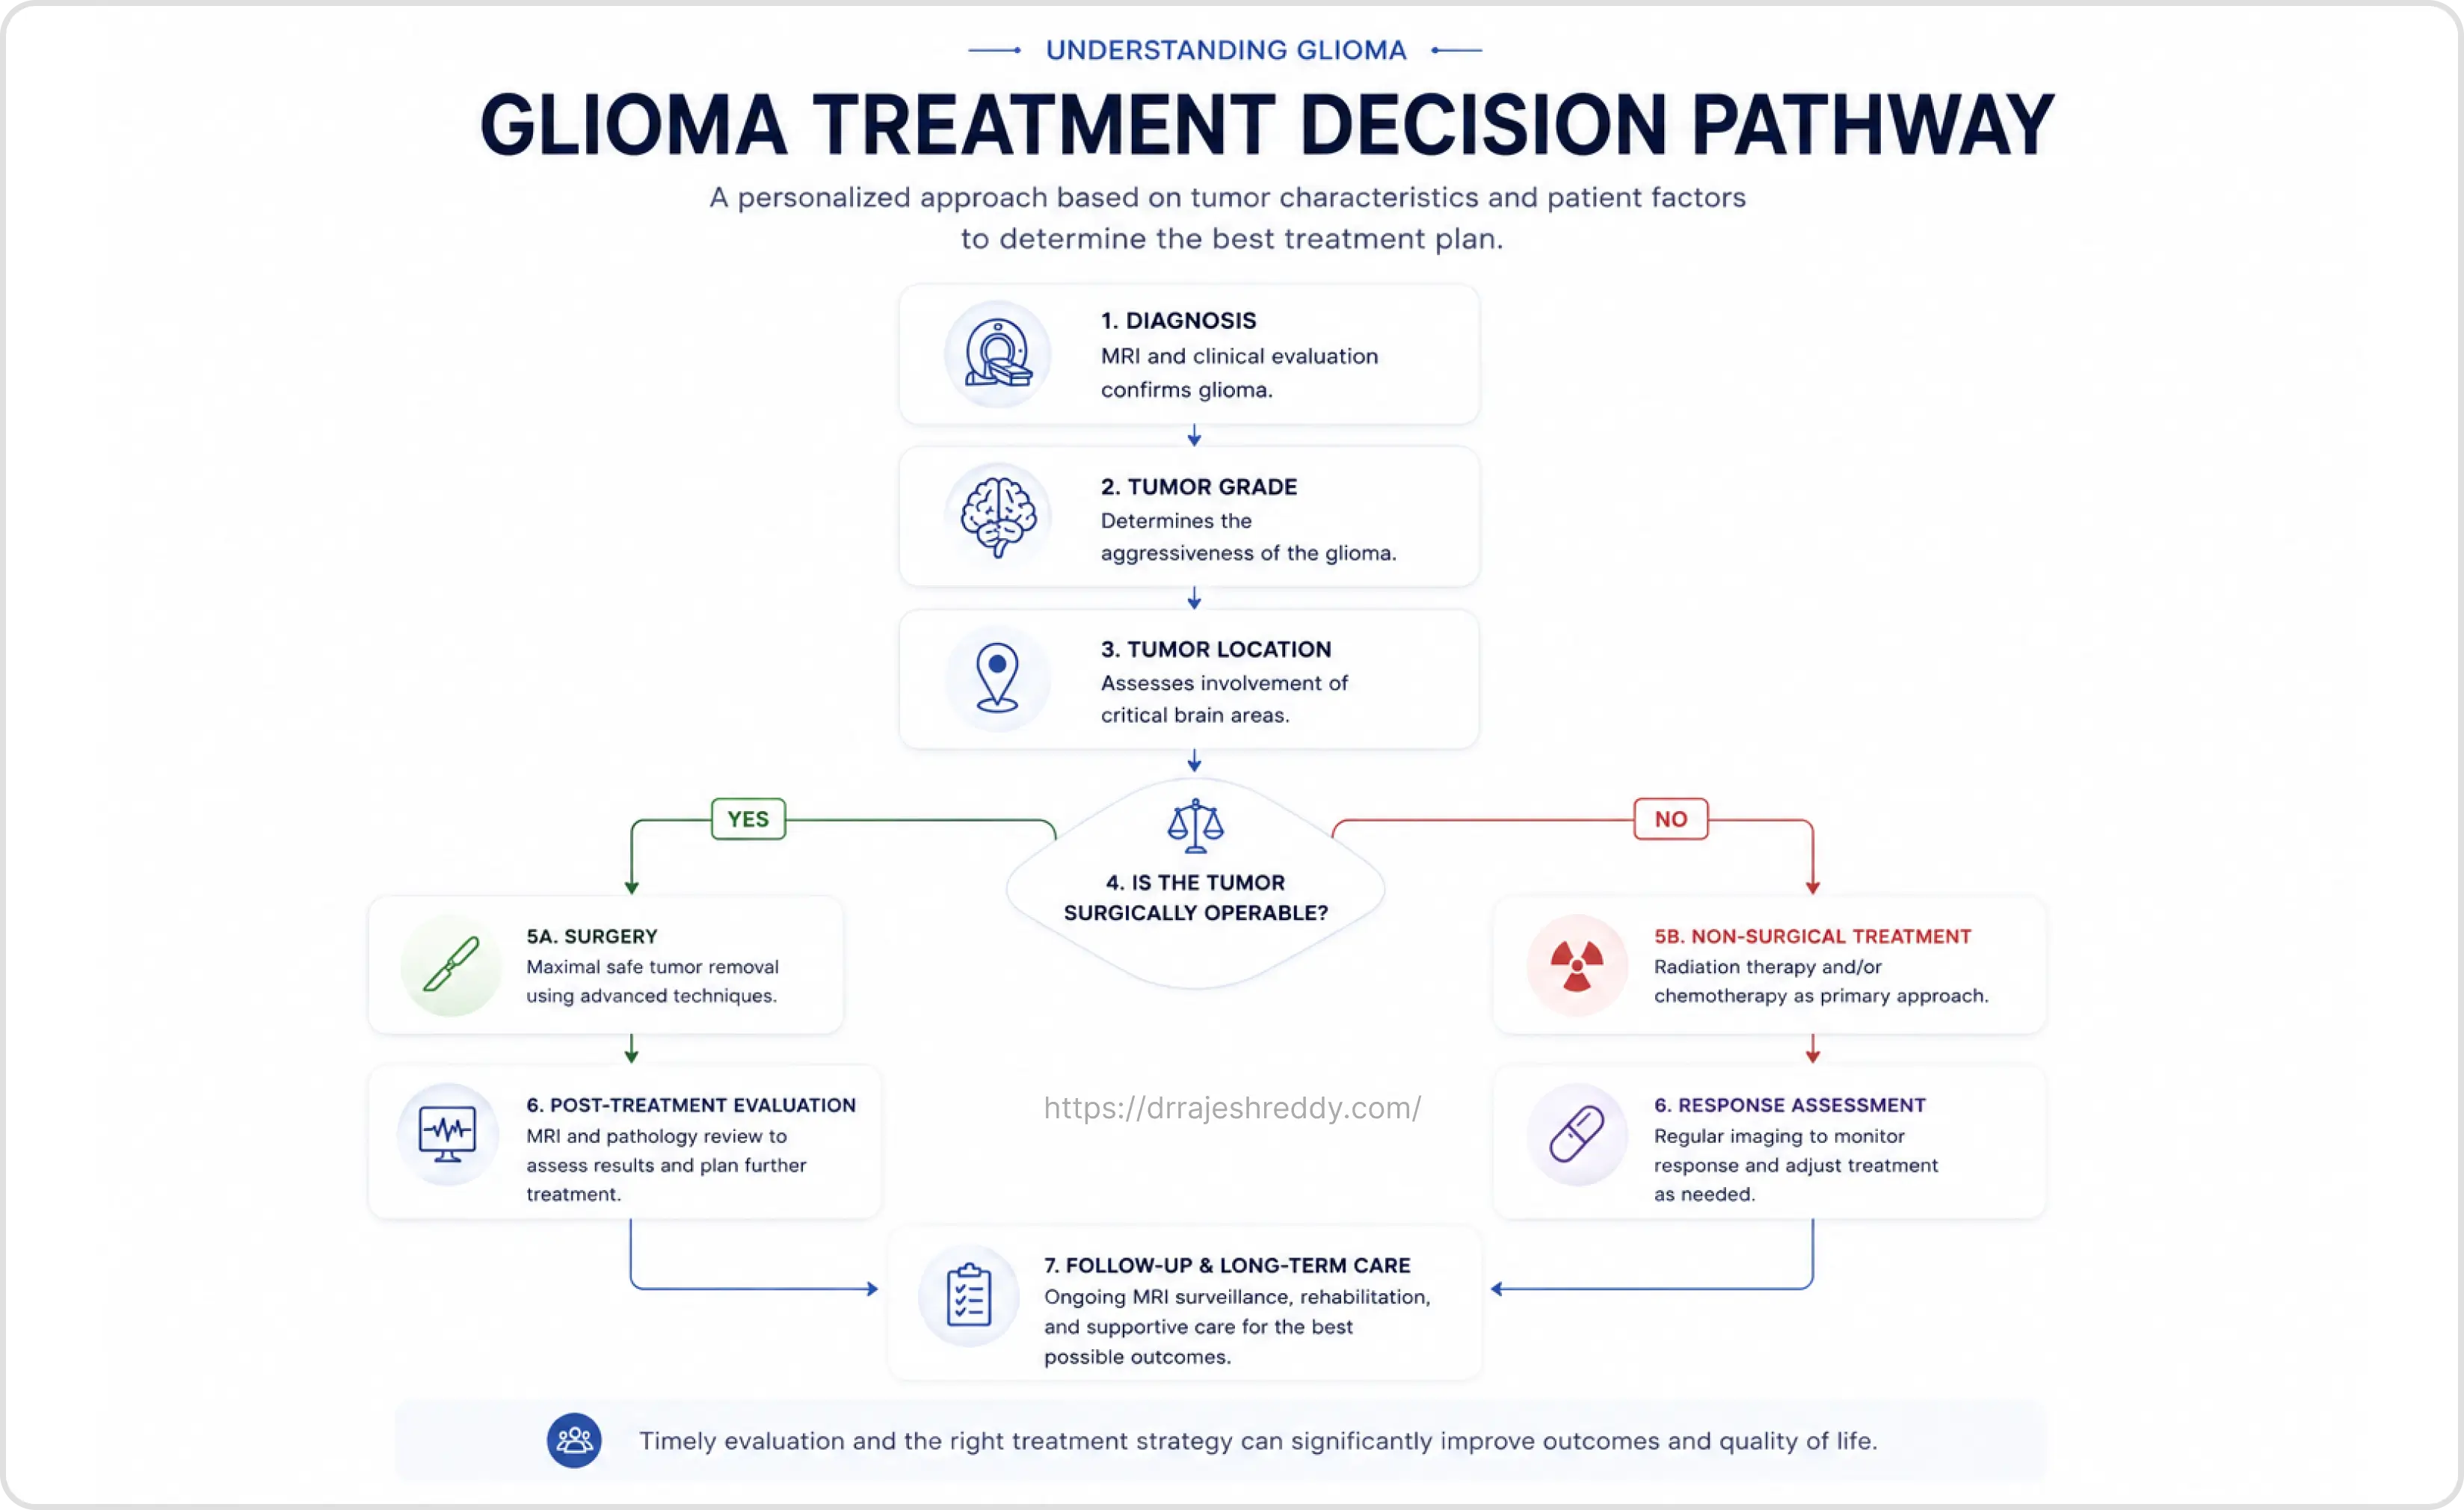 UNDERSTANDING GLIOMA
GLIOMA TREATMENT DECISION PATHWAY
A personalized approach based on tumor characteristics and patient factors
to determine the best treatment plan.
1. DIAGNOSIS
MRI and clinical evaluation
confirms glioma.
2. TUMOR GRADE
Determines the
aggressiveness of the glioma.
3. TUMOR LOCATION
Assesses involvement of
critical brain areas.
4. IS THE TUMOR
SURGICALLY OPERABLE?
YES
NO
5A. SURGERY
Maximal safe tumor removal
using advanced techniques.
5B. NON-SURGICAL TREATMENT
Radiation therapy and/or
chemotherapy as primary approach.
6. POST-TREATMENT EVALUATION
MRI and pathology review to
assess results and plan further
treatment.
https://drrajeshreddy.com/
6. RESPONSE ASSESSMENT
Regular imaging to monitor
response and adjust treatment
as needed.
7. FOLLOW-UP & LONG-TERM CARE
Ongoing MRI surveillance, rehabilitation,
and supportive care for the best
possible outcomes.
Timely evaluation and the right treatment strategy can significantly improve outcomes and quality of life.